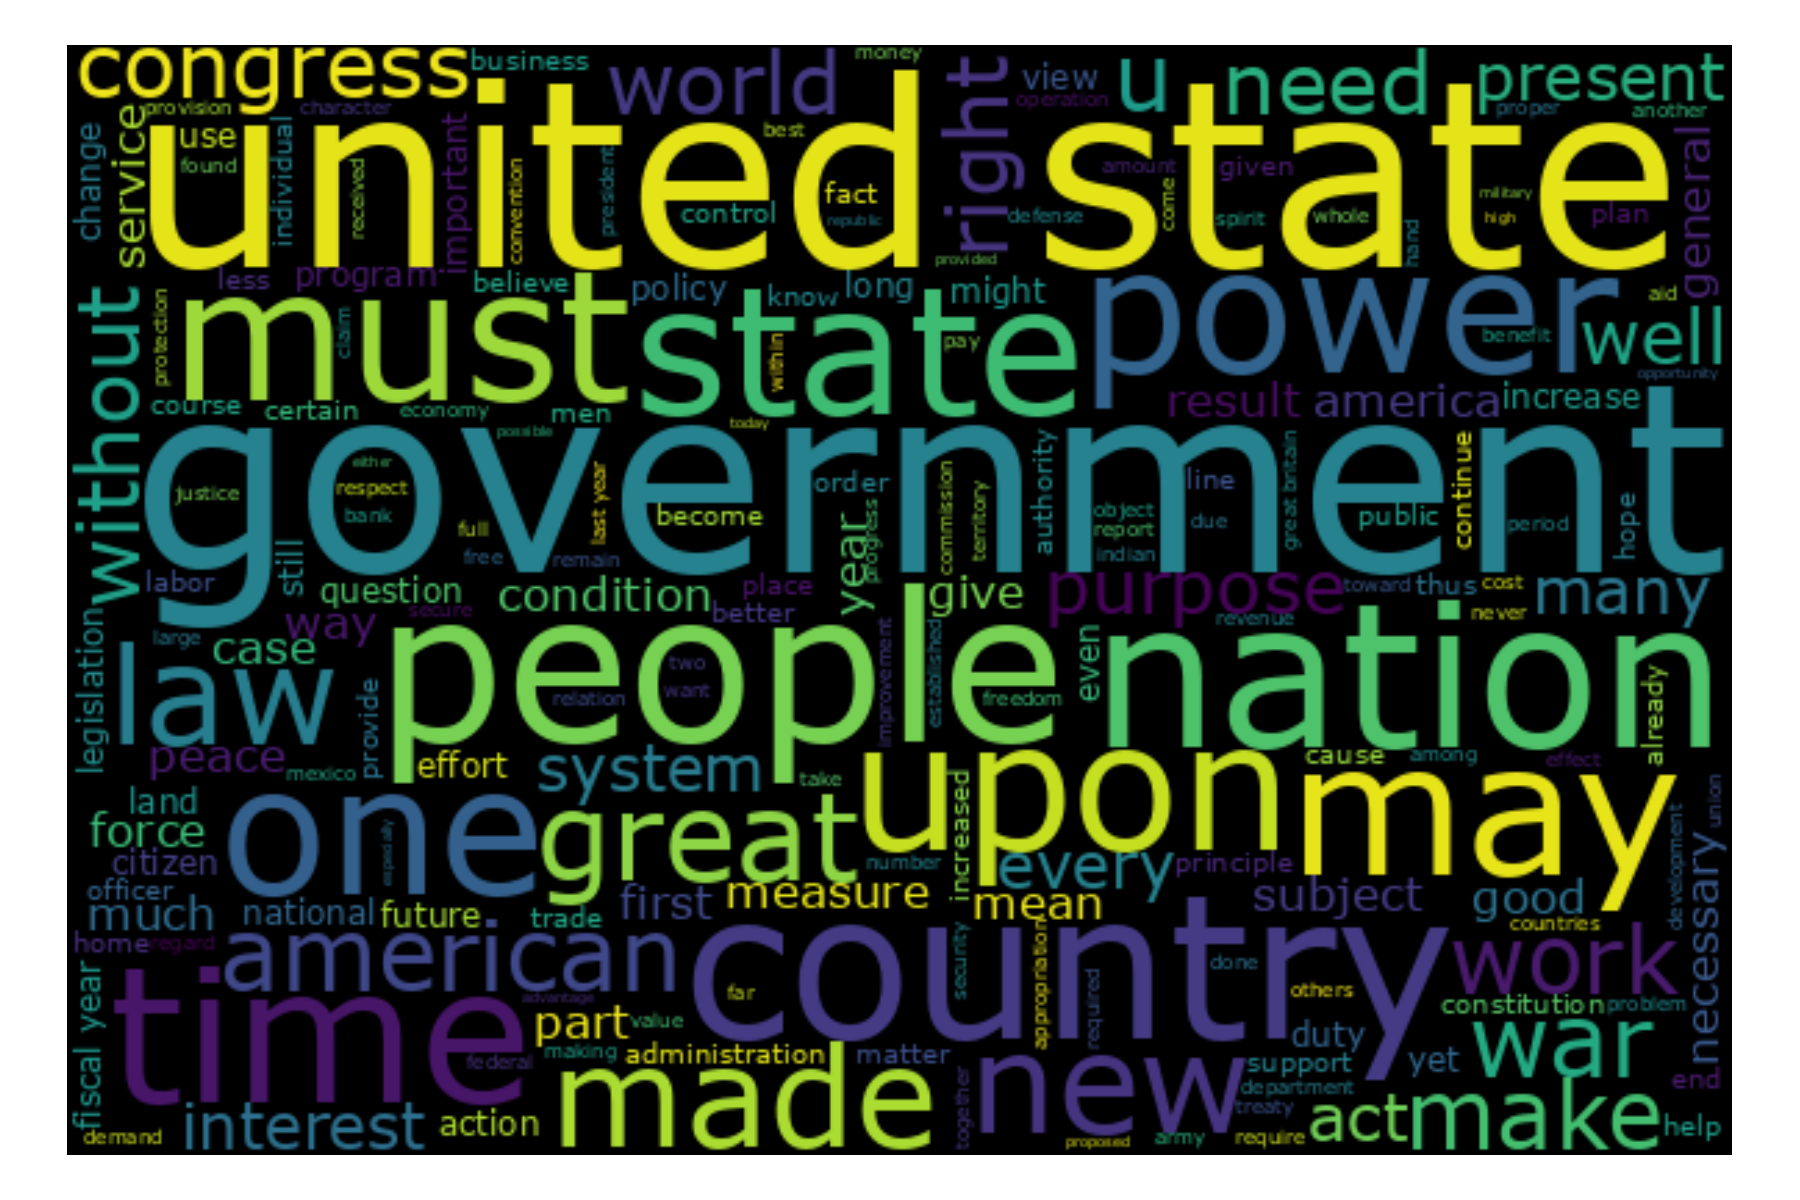 congress
business
world
money
right
view
u
need
present
operation
proper
another
provision
character
change
service
use
found
individual
received
important
convention
united state
best
president
fact
control
republic
provided
defense
amount
given
come
spirit
whole
military
high
plan
hand
general
less
program
believe
policy
know
long
might
power
aid
without
protection
must
claim
state
within
pay
benefit
well
opportunity
course
certain
economy
men
possible
today
result
america
increase
government
justice
either
respect
bank
full
free
last year
remain
become
order
year
progress
commission
territory
authority
object
report
indian
line
due
great britain
public
continue
period
hope
labor
still
question
condition
place
better
give
purpose
toward
thus
cost
never
many
secure
way
large
legislation
law
case
provide
people
two
want
relation
improvement
established
freedom
even
revenue
nation
already
peace
mexico
effort
system
take
upon
cause
among
effect
may
land
force
citizen
officer
one
especially
great
number
increased
every
principle
development
union
necessary
much
national
future
trade
first
measure
mean
subject
good
countries
home
regard
american
country
security
appropriation
required
done
others
work
constitution
problem
fiscal year
time
advantage
federal
part
value
far
making
administration
matter
duty
support
yet
war
end
department
treaty
demand
interest
action
made
together
new
proposed
army
require
act
make
help